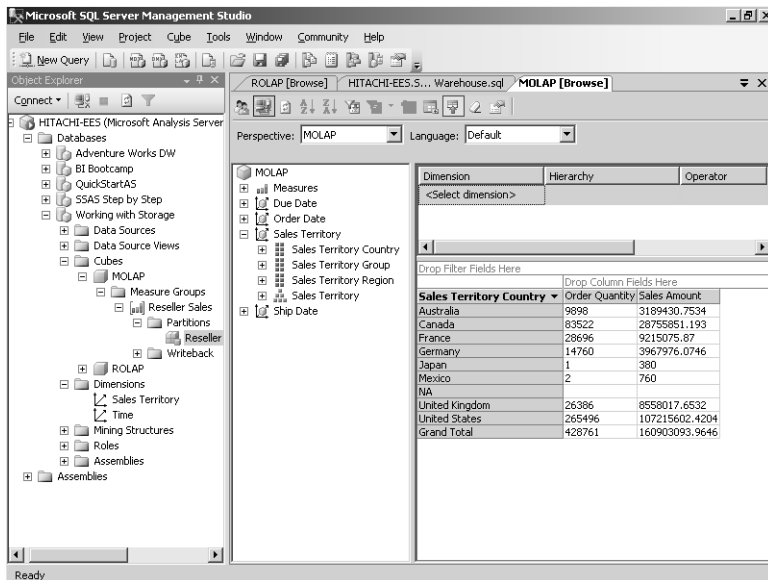 Microsoft SQL Server Management Studio
File Edit View Project Cube Tools Window Community Help
New Query
Object Explorer
Connect
HITACHI-EES (Microsoft Analysis Server
Databases
Adventure Works DW
BI Bootcamp
QuickStartAS
SSAS Step by Step
Working with Storage
Data Sources
Data Source Views
Cubes
MOLAP
Measure Groups
Reseller Sales
Partitions
Reseller
Writeback
ROLAP
Dimensions
Sales Territory
Time
Mining Structures
Roles
Assemblies
Assemblies
ROLAP [Browse] HITACHI-EES.S... Warehouse.sql MOLAP [Browse]
Perspective: MOLAP Language: Default
MOLAP
Measures
Due Date
Order Date
Sales Territory
Sales Territory Country
Sales Territory Group
Sales Territory Region
Sales Territory
Ship Date
Dimension Hierarchy Operator
<Select dimension>
Drop Filter Fields Here
Drop Column Fields Here
Sales Territory Country Order Quantity Sales Amount
Australia 9898 3189430.7534
Canada 83522 28755851.193
France 28696 9215075.87
Germany 14760 3967976.0746
Japan 1 380
Mexico 2 760
NA
United Kingdom 26386 8558017.6532
United States 265496 107215602.4204
Grand Total 428761 160903093.9646
Ready